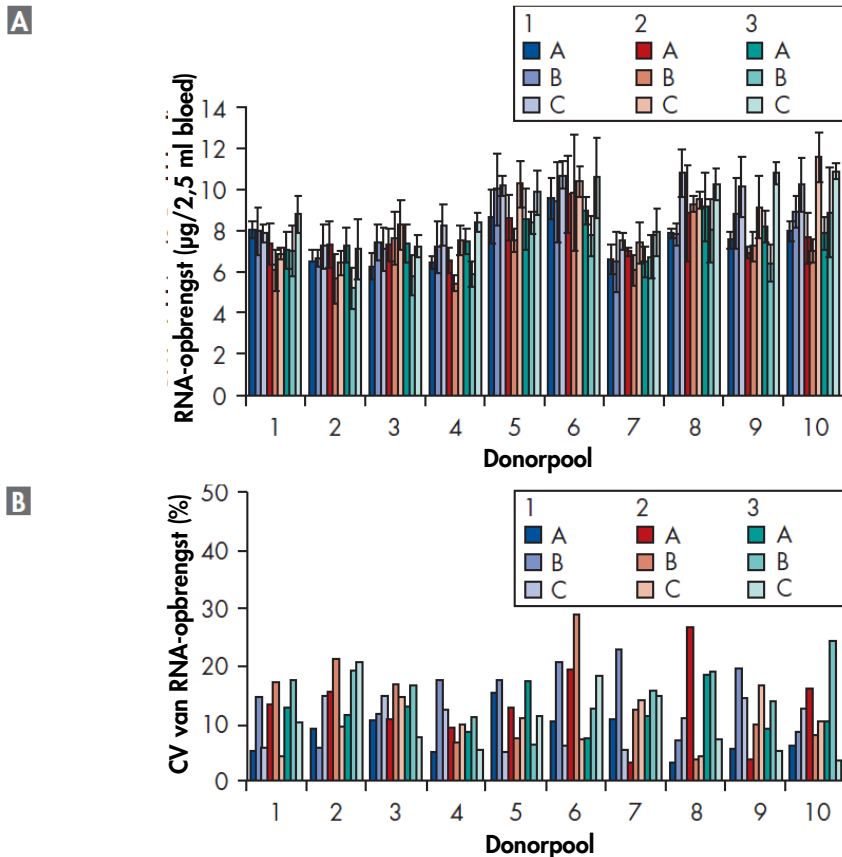 A
1 2 3
A A A
B B B
C C C
RNA-opbrengst (µg/2,5 ml bloed)
14
12
10
8
6
4
2
0
1 2 3 4 5 6 7 8 9 10
Donorpool
B
1 2 3
A A A
B B B
C C C
CV van RNA-opbrengst (%)
50
40
30
20
10
0
1 2 3 4 5 6 7 8 9 10
Donorpool